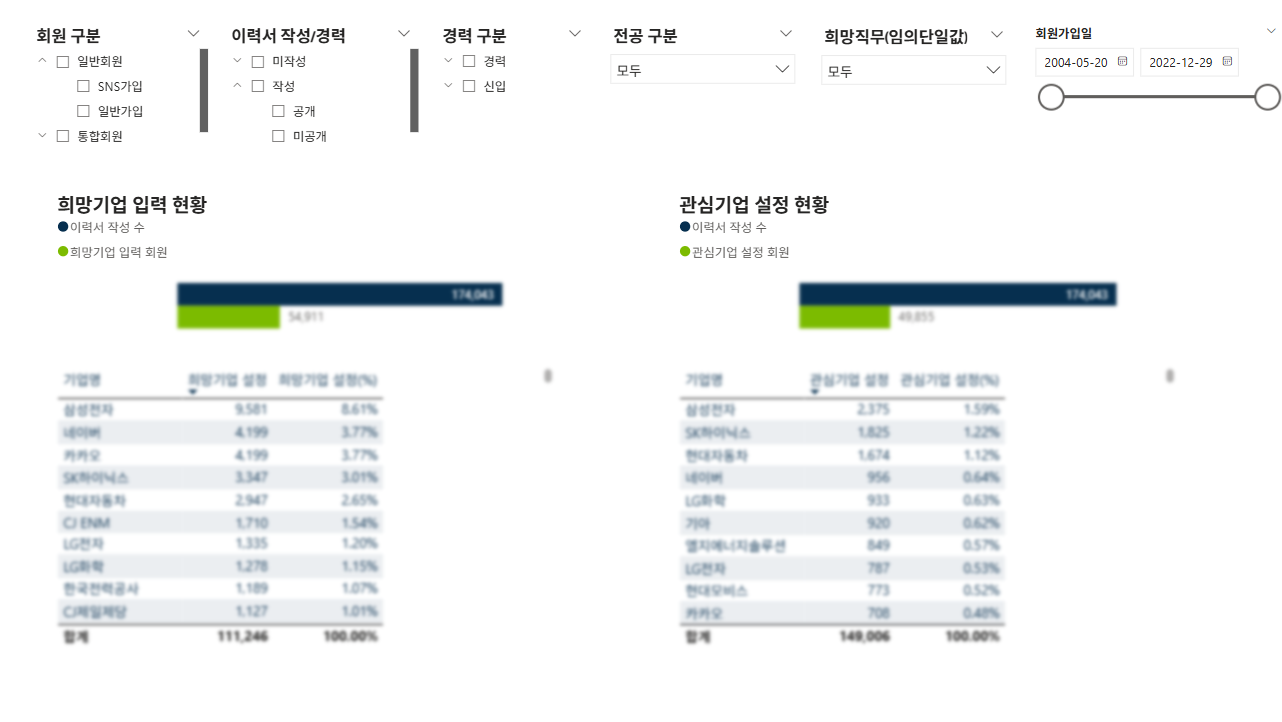 회원 구분
일반회원
SNS가입
일반가입
통합회원
이력서 작성/경력
미작성
작성
공개
미공개
경력 구분
경력
신입
전공 구분
모두
희망직무(임의단일값)
모두
회원가입일
2004-05-20 2022-12-29
희망기업 입력 현황
이력서 작성 수
희망기업 입력 회원
174,043
54,911
기업명 희망기업 설정 희망기업 설정(%)
삼성전자 9,581 8.61%
네이버 4,199 3.77%
카카오 4,199 3.77%
SK하이닉스 3,347 3.01%
현대자동차 2,947 2.65%
CJ ENM 1,710 1.54%
LG전자 1,335 1.20%
LG화학 1,278 1.15%
한국전력공사 1,189 1.07%
CJ제일제당 1,127 1.01%
합계 111,246 100.00%
관심기업 설정 현황
이력서 작성 수
관심기업 설정 회원
174,043
49,855
기업명 관심기업 설정 관심기업 설정(%)
삼성전자 2,375 1.59%
SK하이닉스 1,825 1.22%
현대자동차 1,674 1.12%
네이버 956 0.64%
LG화학 933 0.63%
기아 920 0.62%
엘지에너지솔루션 849 0.57%
LG전자 787 0.53%
현대모비스 773 0.52%
카카오 708 0.48%
합계 149,006 100.00%